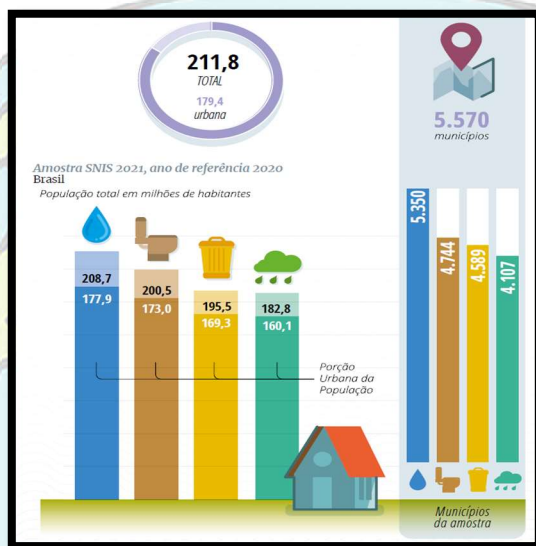 211,8
TOTAL
179,4
urbana
5.570
municípios
Amostra SNIS 2021, ano de referência 2020
Brasil
População total em milhões de habitantes
208,7
177,9
200,5
173,0
195,5
169,3
182,8
160,1
Porção
Urbana da
População
5.350
4.744
4.589
4.107
Municípios
da amostra